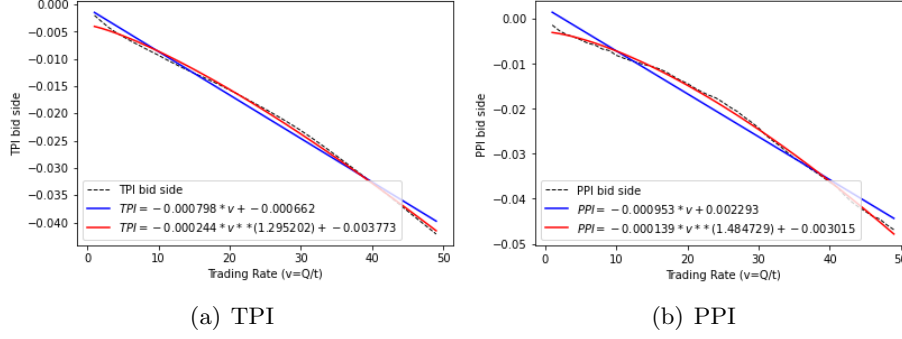 0.000
−0.005
−0.010
−0.015
−0.020
−0.025
−0.030
−0.035
−0.040
TPI bid side
TPI bid side
TPI = − 0.000798 * v + − 0.000662
TPI = − 0.000244 * v * *(1.295202) + − 0.003773
0 10 20 30 40 50
Trading Rate (v=Q/t)
(a) TPI
0.00
−0.01
−0.02
−0.03
−0.04
−0.05
PPI bid side
PPI bid side
PPI = − 0.000953 * v + 0.002293
PPI = − 0.000139 * v * *(1.484729) + − 0.003015
0 10 20 30 40 50
Trading Rate (v=Q/t)
(b) PPI